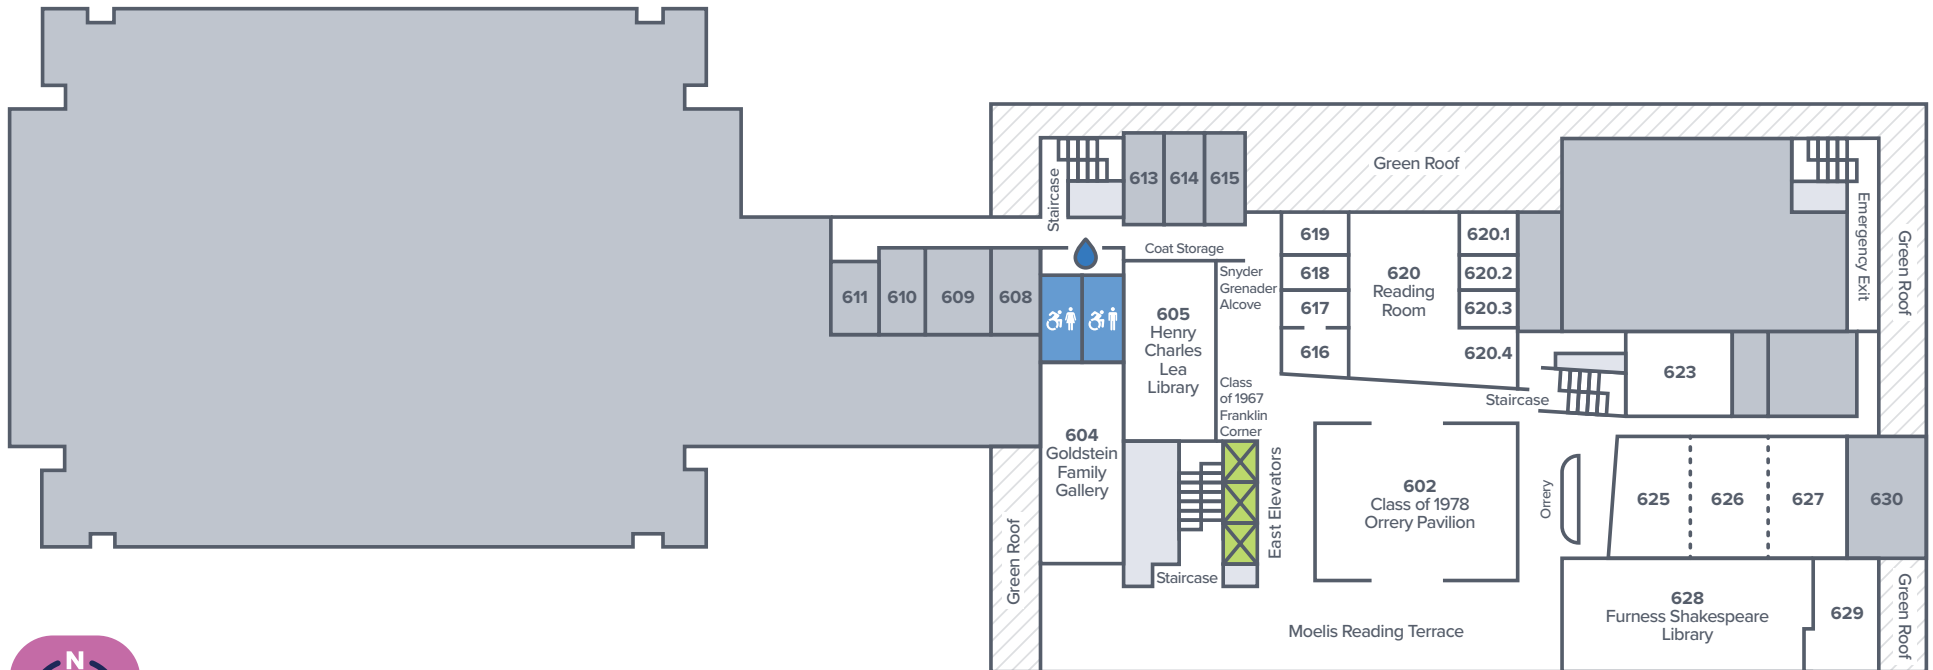 Green Roof
Staircase
613
614
615
619
620.1
Coat Storage
Snyder
Grenader
Alcove
618
620
Reading
Room
620.2
617
620.3
616
620.4
Emergency Exit
Green Roof
611
610
609
608
605
Henry
Charles
Lea
Library
Class
of 1967
Franklin
Corner
Staircase
623
604
Goldstein
Family
Gallery
East Elevators
602
Class of 1978
Orrery Pavilion
Orrery
625
626
627
630
Green Roof
Staircase
Moelis Reading Terrace
628
Furness Shakespeare
Library
629
Green Roof
N